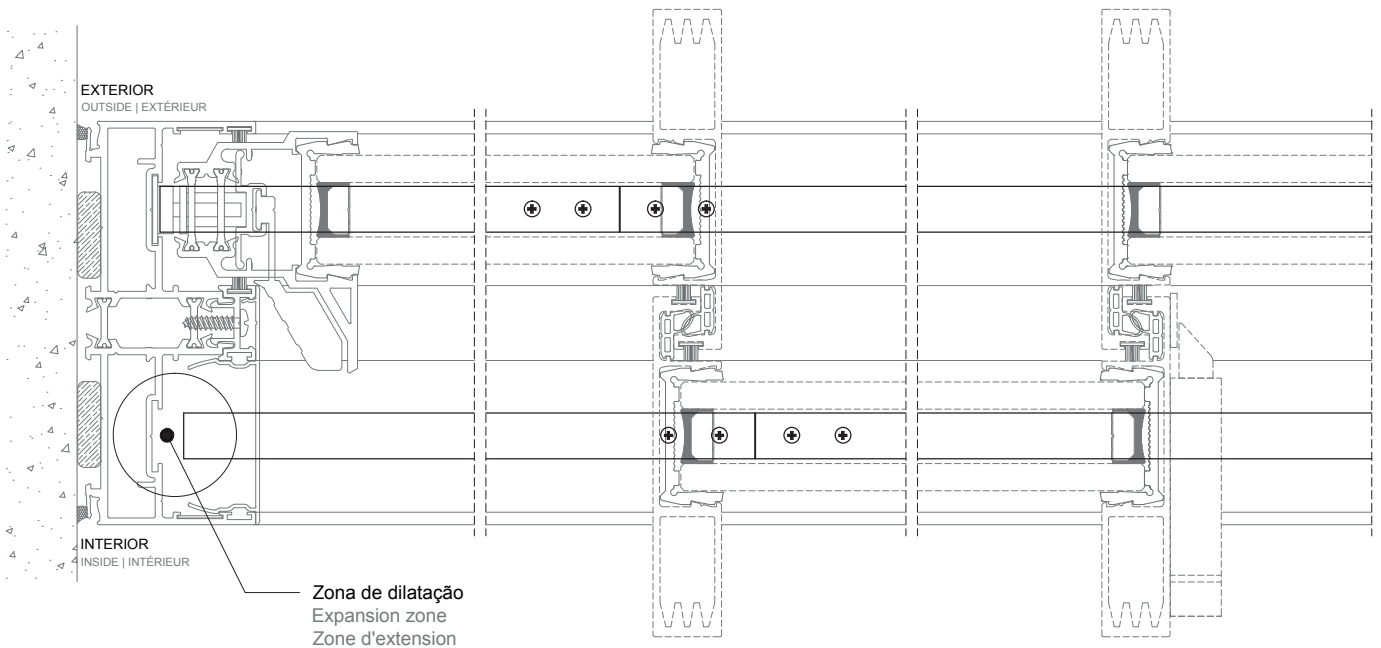 EXTERIOR
OUTSIDE | EXTÉRIEUR
INTERIOR
INSIDE | INTÉRIEUR
Zona de dilatação
Expansion zone
Zone d'extension